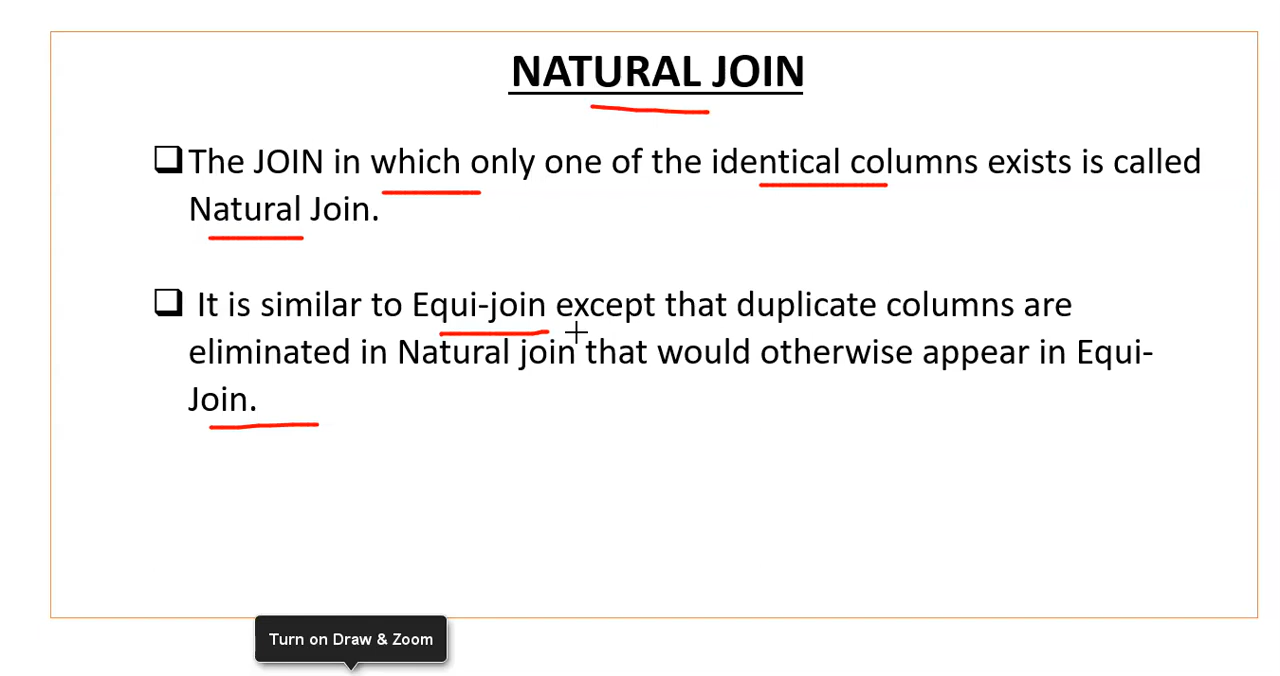 NATURAL JOIN
The JOIN in which only one of the identical columns exists is called
Natural Join.
It is similar to Equi-join except that duplicate columns are
eliminated in Natural join that would otherwise appear in Equi-
Join.
Turn on Draw & Zoom